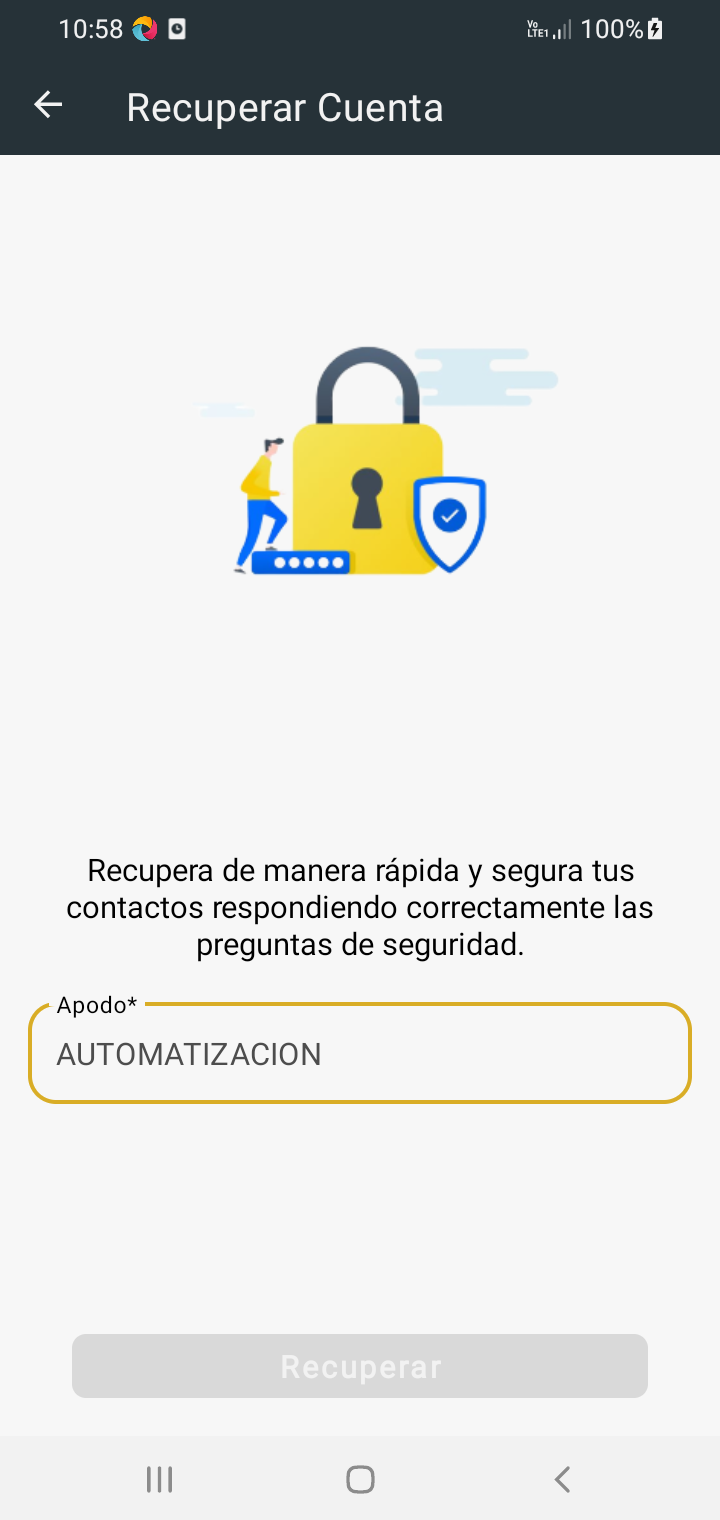 10:58 Vo LTE1 100%
Recuperar Cuenta
Recupera de manera rápida y segura tus
contactos respondiendo correctamente las
preguntas de seguridad.
Apodo*
AUTOMATIZACION
Recuperar